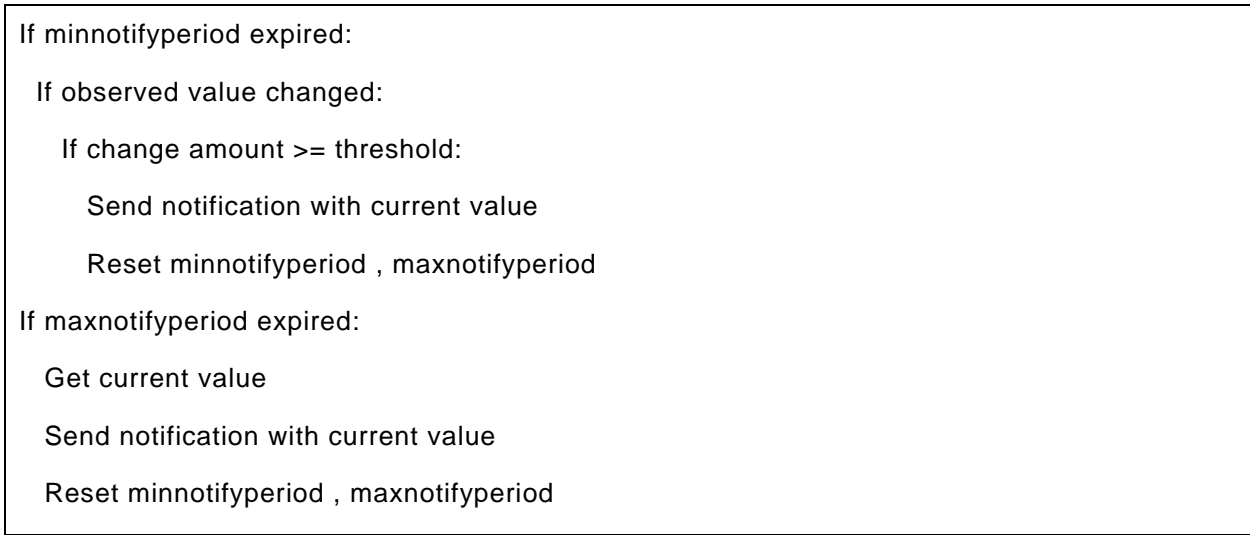 If minnotifyperiod expired:
If observed value changed:
If change amount >= threshold:
Send notification with current value
Reset minnotifyperiod , maxnotifyperiod
If maxnotifyperiod expired:
Get current value
Send notification with current value
Reset minnotifyperiod , maxnotifyperiod